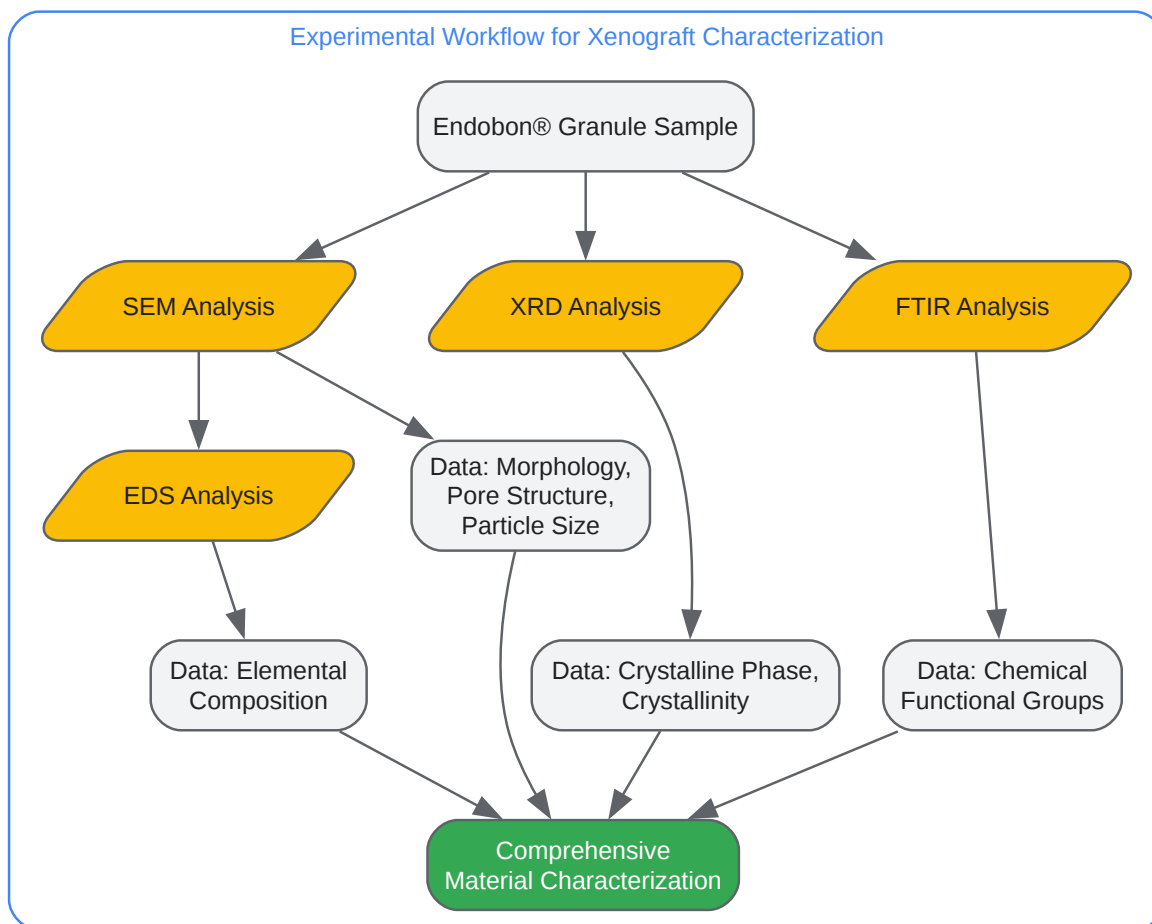 Experimental Workflow for Xenograft Characterization
Endobon® Granule Sample
SEM Analysis
XRD Analysis
FTIR Analysis
EDS Analysis
Data: Morphology,
Pore Structure,
Particle Size
Data: Elemental
Composition
Data: Crystalline Phase,
Crystallinity
Data: Chemical
Functional Groups
Comprehensive
Material Characterization